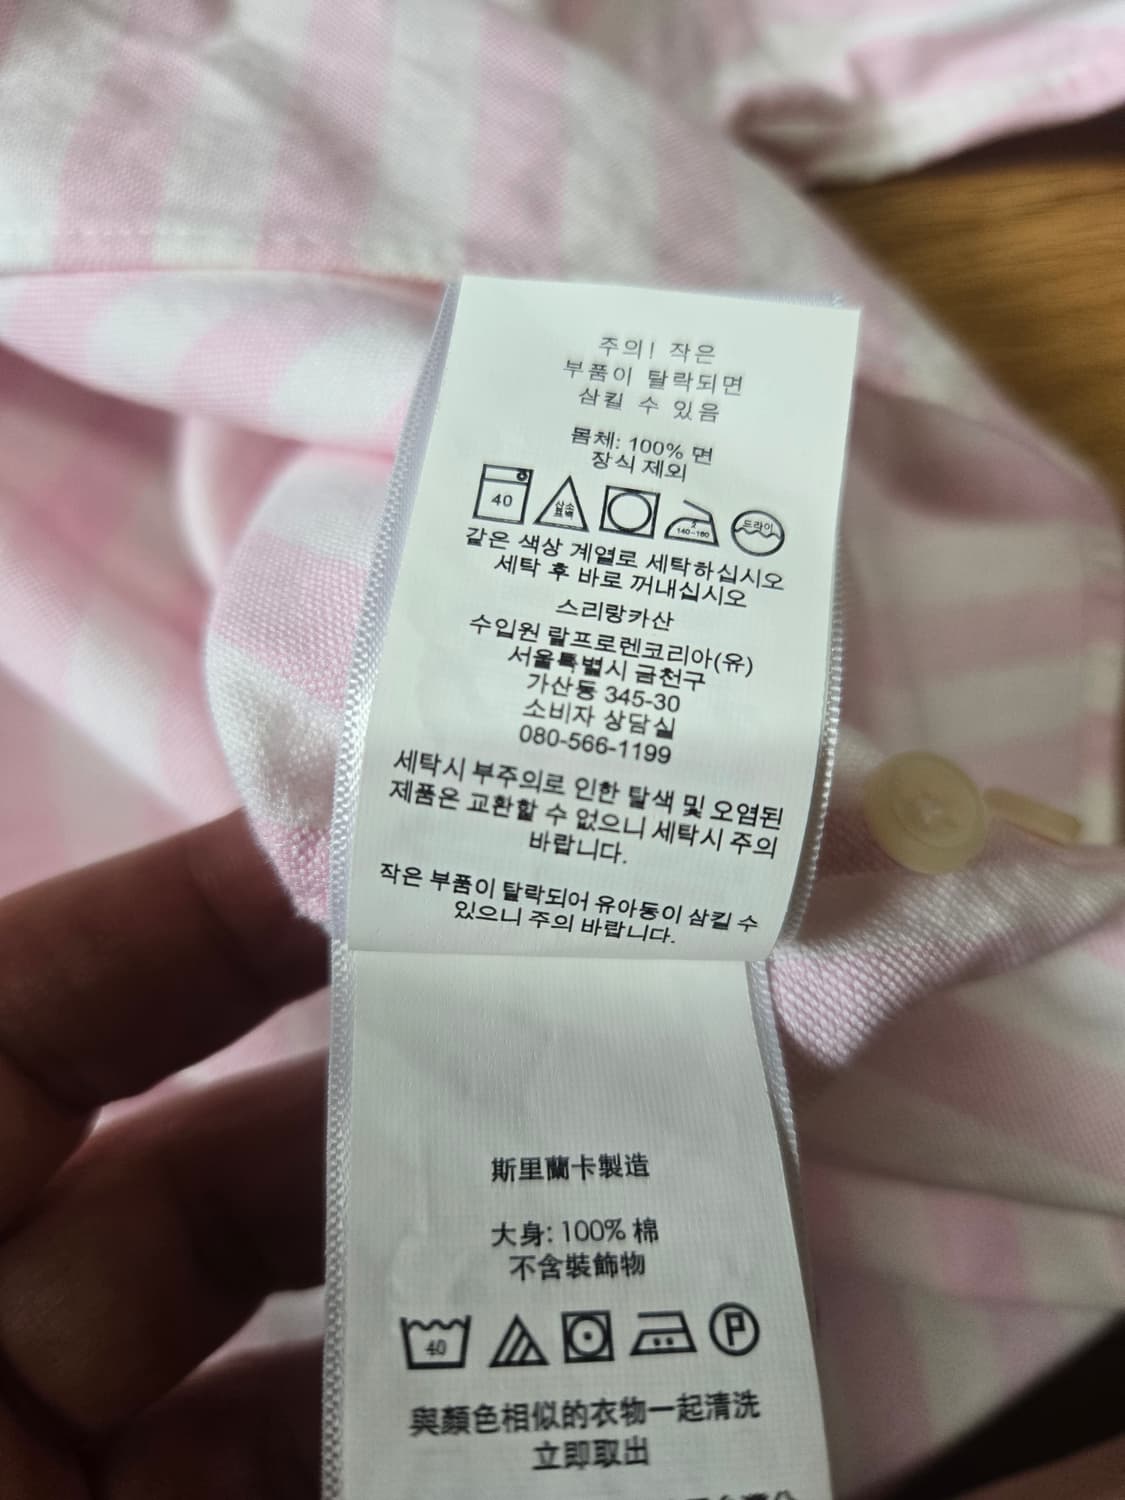 주의! 작은
부품이 탈락되면
삼킬 수 있음
몸체: 100% 면
장식 제외
40
산소
표백
2
140~160
드라이
같은 색상 계열로 세탁하십시오
세탁 후 바로 꺼내십시오
스리랑카산
수입원 랄프로렌코리아(유)
서울특별시 금천구
가산동 345-30
소비자 상담실
080-566-1199
세탁시 부주의로 인한 탈색 및 오염된
제품은 교환할 수 없으니 세탁시 주의
바랍니다.
작은 부품이 탈락되어 유아동이 삼킬 수
있으니 주의 바랍니다.
斯里蘭卡製造
大身: 100% 棉
不含裝飾物
40
P
與顏色相似的衣物一起清洗
立即取出